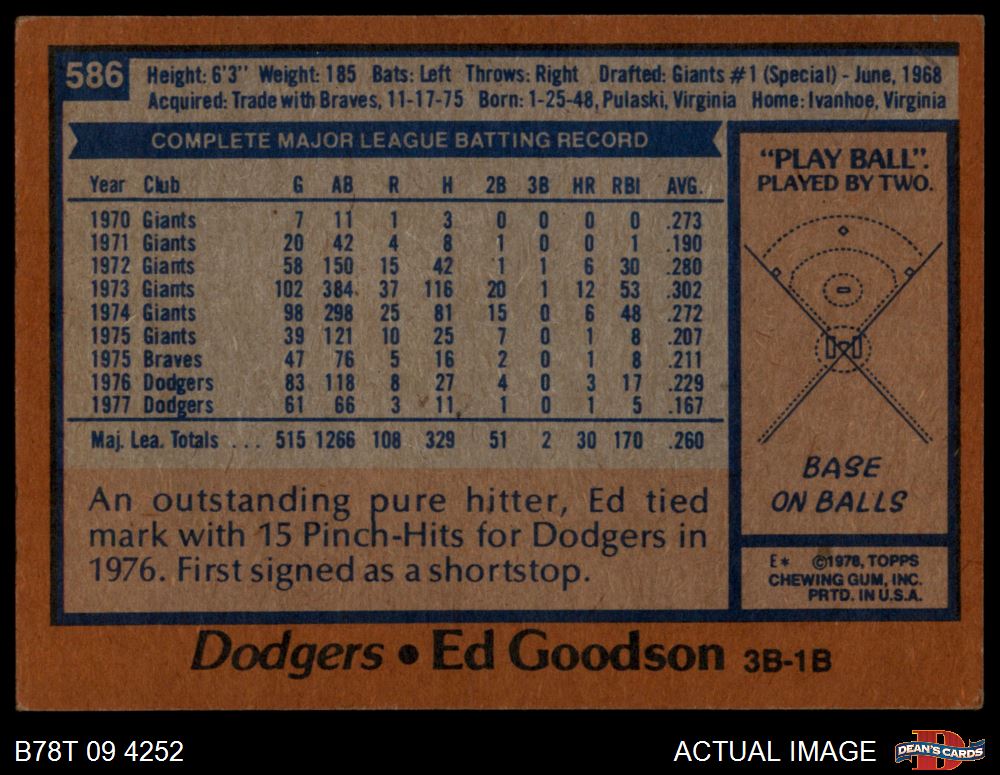 586
Height: 6'3" Weight: 185 Bats: Left Throws: Right Drafted: Giants #1 (Special) - June, 1968
Acquired: Trade with Braves, 11-17-75 Born: 1-25-48, Pulaski, Virginia Home: Ivanhoe, Virginia
COMPLETE MAJOR LEAGUE BATTING RECORD
Year Club G AB R H 2B 3B HR RBI AVG.
1970 Giants 7 11 1 3 0 0 0 0 .273
1971 Giants 20 42 4 8 1 0 0 1 .190
1972 Giants 58 150 15 42 1 1 6 30 .280
1973 Giants 102 384 37 116 20 1 12 53 .302
1974 Giants 98 298 25 81 15 0 6 48 .272
1975 Giants 39 121 10 25 7 0 1 8 .207
1975 Braves 47 76 5 16 2 0 1 8 .211
1976 Dodgers 83 118 8 27 4 0 3 17 .229
1977 Dodgers 61 66 3 11 1 0 1 5 .167
Maj. Lea. Totals ... 515 1266 108 329 51 2 30 170 .260
An outstanding pure hitter, Ed tied
mark with 15 Pinch-Hits for Dodgers in
1976. First signed as a shortstop.
"PLAY BALL".
PLAYED BY TWO.
BASE
ON BALLS
E* ©1978, TOPPS
CHEWING GUM, INC.
PRTD. IN U.S.A.
Dodgers • Ed Goodson 3B-1B
B78T 09 4252
ACTUAL IMAGE
DEAN'S CARDS